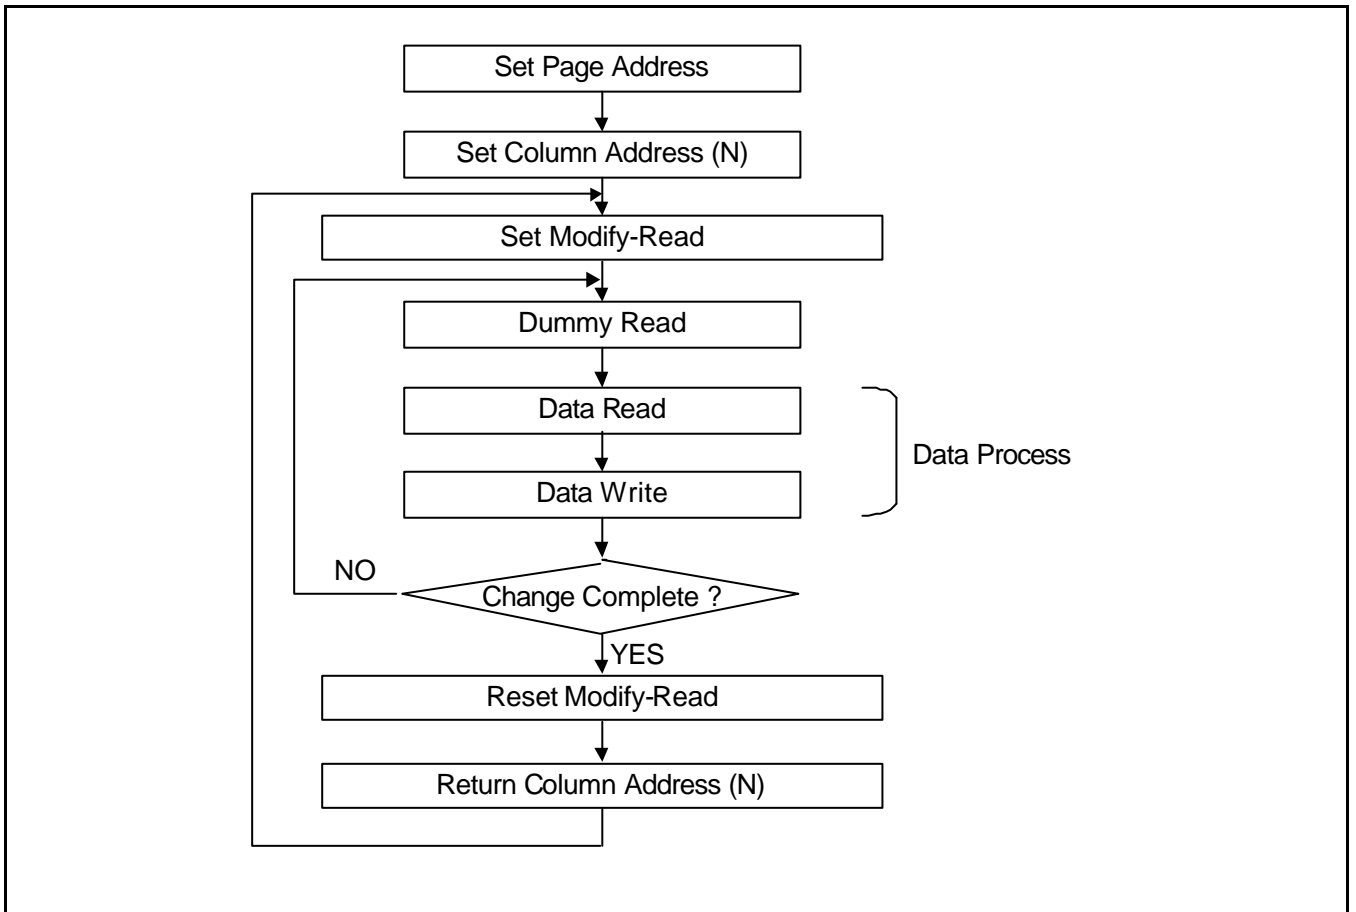 Set Page Address
Set Column Address (N)
Set Modify-Read
Dummy Read
Data Read
Data Process
Data Write
NO
Change Complete ?
YES
Reset Modify-Read
Return Column Address (N)